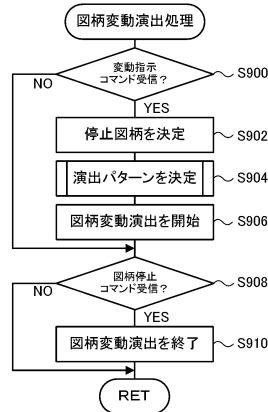 図柄変動演出処理
変動指示
コマンド受信？
S900
NO
YES
停止図柄を決定
S902
演出パターンを決定
S904
図柄変動演出を開始
S906
図柄停止
コマンド受信？
S908
NO
YES
図柄変動演出を終了
S910
RET